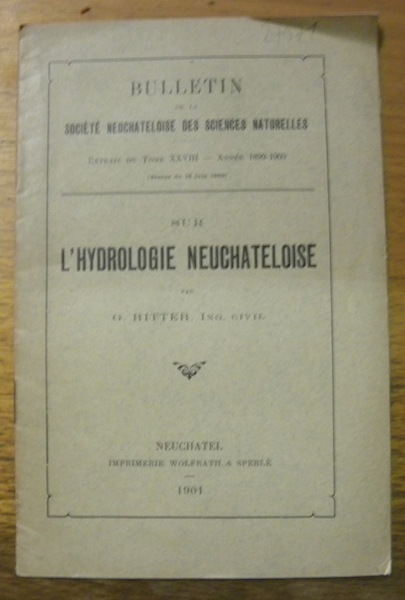 BULLETIN
DE LA
SOCIÉTÉ NEUCHATELOISE DES SCIENCES NATURELLES
EXTRAIT DU TOME XXVIII — ANNÉE 1899-1900
SUR
L'HYDROLOGIE NEUCHATELOISE
PAR
G. RITTER, ING. CIVIL
NEUCHATEL
IMPRIMERIE WOLFRATH & SPERLÉ
1901